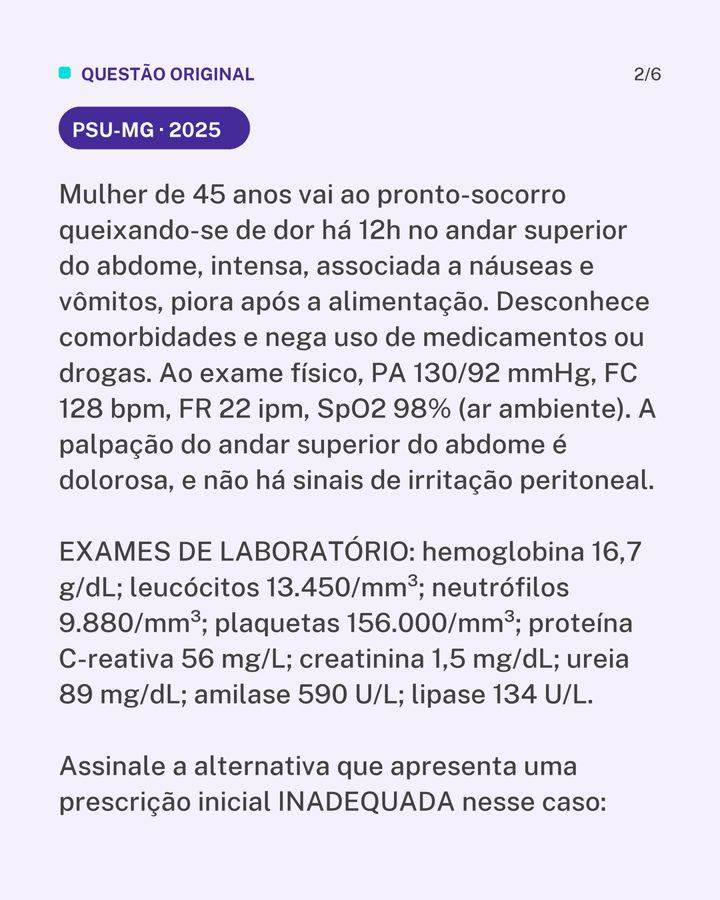 QUESTÃO ORIGINAL
2/6
PSU-MG · 2025
Mulher de 45 anos vai ao pronto-socorro
queixando-se de dor há 12h no andar superior
do abdome, intensa, associada a náuseas e
vômitos, piora após a alimentação. Desconhece
comorbidades e nega uso de medicamentos ou
drogas. Ao exame físico, PA 130/92 mmHg, FC
128 bpm, FR 22 ipm, SpO2 98% (ar ambiente). A
palpação do andar superior do abdome é
dolorosa, e não há sinais de irritação peritoneal.
EXAMES DE LABORATÓRIO: hemoglobina 16,7
g/dL; leucócitos 13.450/mm³; neutrófilos
9.880/mm³; plaquetas 156.000/mm³; proteína
C-reativa 56 mg/L; creatinina 1,5 mg/dL; ureia
89 mg/dL; amilase 590 U/L; lipase 134 U/L.
Assinale a alternativa que apresenta uma
prescrição inicial INADEQUADA nesse caso: